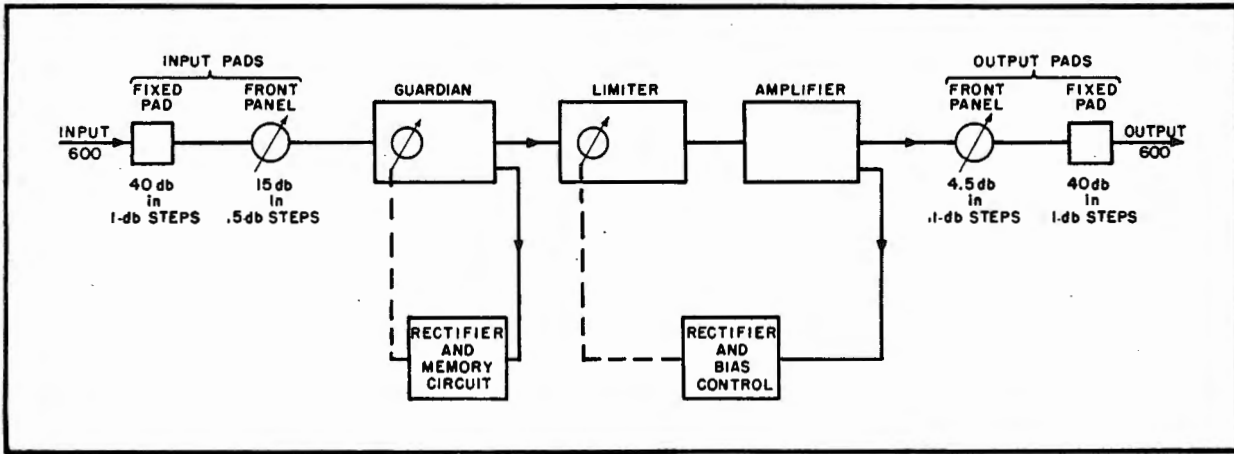 INPUT PADS
FIXED
PAD
FRONT
PANEL
GUARDIAN
LIMITER
AMPLIFIER
OUTPUT PADS
FRONT
PANEL
FIXED
PAD
INPUT
600
OUTPUT
600
40 db
in
1-db STEPS
15 db
in
.5db STEPS
4.5 db
in
.1-db STEPS
40 db
in
1-db STEPS
RECTIFIER
AND
MEMORY
CIRCUIT
RECTIFIER
AND
BIAS
CONTROL